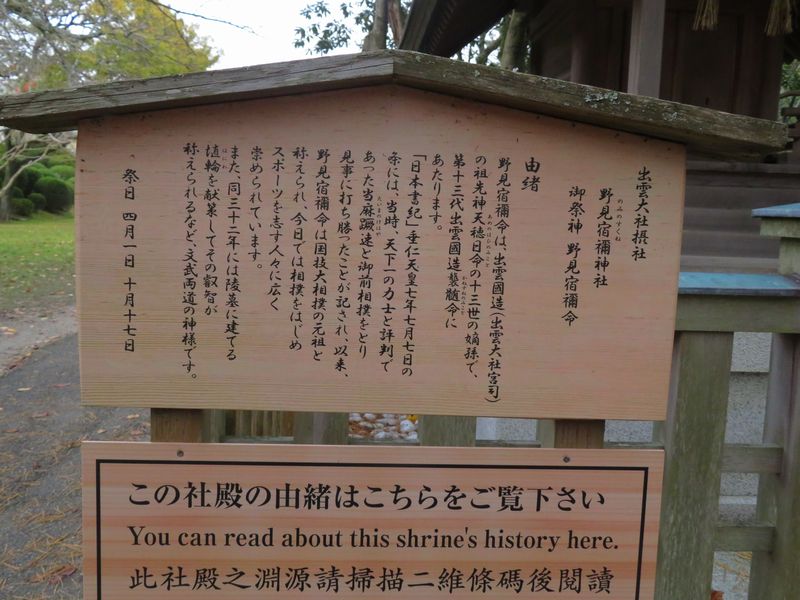 出雲大社摂社
野見宿禰神社
のみのすくね
御祭神 野見宿禰命
由緒
野見宿禰命は、出雲國造(出雲大社宮司)
の祖先神天穂日命の十三世の嫡孫で、
第十三代出雲國造襲髄命に
あたります。
「日本書紀」垂仁天皇七年七月七日の
条には、当時、天下一の力士と評判で
あった当麻蹶速と御前相撲をとり
見事に打ち勝ったことが記され、以来、
野見宿禰命は国技大相撲の元祖と
称えられ、今日では相撲をはじめ
スポーツを志す人々に広く
崇められています。
また、同三十二年には陵墓に建てる
埴輪を献策してその叡智が
はにわ
称えられるなど、文武両道の神様です。
祭日 四月一日 十月十七日
この社殿の由緒はこちらをご覧下さい
You can read about this shrine's history here.
此社殿之淵源請掃描二維條碼後閱讀